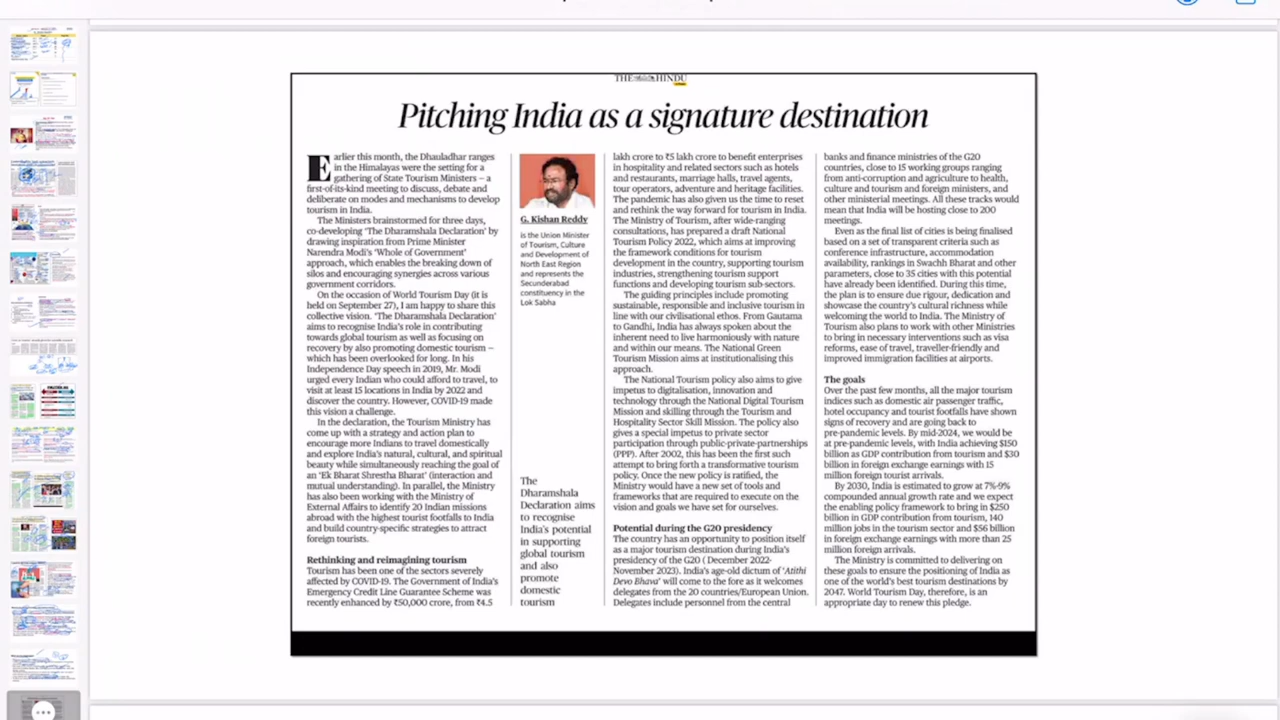 THE HINDU
Pitching India as a signature destination
Earlier this month, the Dhauladhar ranges
in the Himalayas were the setting for a
gathering of State Tourism Ministers – a
first-of-its-kind meeting to discuss, debate and
deliberate on modes and mechanisms to develop
tourism in India.
The Ministers brainstormed for three days,
co-developing ‘The Dharamshala Declaration’ by
drawing inspiration from Prime Minister
Narendra Modi’s ‘Whole of Government’
approach, which enables the breaking down of
silos and encouraging synergies across various
government corridors.
On the occasion of World Tourism Day (it is
held on September 27), I am happy to share this
collective vision. ‘The Dharamshala Declaration’
aims to recognise India’s role in contributing
towards global tourism as well as focusing on
recovery by also promoting domestic tourism –
which has been overlooked for long. In his
Independence Day speech in 2019, Mr. Modi
urged every Indian who could afford to travel, to
visit at least 15 locations in India by 2022 and
discover the country. However, COVID-19 made
this vision a challenge.
In the declaration, the Tourism Ministry has
come up with a strategy and action plan to
encourage more Indians to travel domestically
and explore India’s natural, cultural, and spiritual
beauty while simultaneously reaching the goal of
an ‘Ek Bharat Shrestha Bharat’ (interaction and
mutual understanding). In parallel, the Ministry
has also been working with the Ministry of
External Affairs to identify 20 Indian missions
abroad with the highest tourist footfalls to India
and build country-specific strategies to attract
foreign tourists.
Rethinking and reimagining tourism
Tourism has been one of the sectors severely
affected by COVID-19. The Government of India’s
Emergency Credit Line Guarantee Scheme was
recently enhanced by ₹50,000 crore, from ₹4.5
G. Kishan Reddy
is the Union Minister
of Tourism, Culture
and Development of
North East Region
and represents the
Secunderabad
constituency in the
Lok Sabha
The
Dharamshala
Declaration aims
to recognise
India’s potential
in supporting
global tourism
and also
promote
domestic
tourism
lakh crore to ₹5 lakh crore to benefit enterprises
in hospitality and related sectors such as hotels
and restaurants, marriage halls, travel agents,
tour operators, adventure and heritage facilities.
The pandemic has also given us the time to reset
and rethink the way forward for tourism in India.
The Ministry of Tourism, after wide-ranging
consultations, has prepared a draft National
Tourism Policy 2022, which aims at improving
the framework conditions for tourism
development in the country, supporting tourism
industries, strengthening tourism support
functions and developing tourism sub-sectors.
The guiding principles include promoting
sustainable, responsible and inclusive tourism in
line with our civilisational ethos. From Gautama
to Gandhi, India has always spoken about the
inherent need to live harmoniously with nature
and within our means. The National Green
Tourism Mission aims at institutionalising this
approach.
The National Tourism policy also aims to give
impetus to digitalisation, innovation and
technology through the National Digital Tourism
Mission and skilling through the Tourism and
Hospitality Sector Skill Mission. The policy also
gives a special impetus to private sector
participation through public-private-partnerships
(PPP). After 2002, this has been the first such
attempt to bring forth a transformative tourism
policy. Once the new policy is ratified, the
Ministry would have a new set of tools and
frameworks that are required to execute on the
vision and goals we have set for ourselves.
Potential during the G20 presidency
The country has an opportunity to position itself
as a major tourism destination during India’s
presidency of the G20 ( December 2022-
November 2023). India’s age-old dictum of ‘Atithi
Devo Bhava’ will come to the fore as it welcomes
delegates from the 20 countries/European Union.
Delegates include personnel from the central
banks and finance ministries of the G20
countries, close to 15 working groups ranging
from anti-corruption and agriculture to health,
culture and tourism and foreign ministers, and
other ministerial meetings. All these tracks would
mean that India will be hosting close to 200
meetings.
Even as the final list of cities is being finalised
based on a set of transparent criteria such as
conference infrastructure, accommodation
availability, rankings in Swachh Bharat and other
parameters, close to 35 cities with this potential
have already been identified. During this time,
the plan is to ensure due rigour, dedication and
showcase the country’s cultural richness while
welcoming the world to India. The Ministry of
Tourism also plans to work with other Ministries
to bring in necessary interventions such as visa
reforms, ease of travel, traveller-friendly and
improved immigration facilities at airports.
The goals
Over the past few months, all the major tourism
indices such as domestic air passenger traffic,
hotel occupancy and tourist footfalls have shown
signs of recovery and are going back to
pre-pandemic levels. By mid-2024, we would be
at pre-pandemic levels, with India achieving $150
billion as GDP contribution from tourism and $30
billion in foreign exchange earnings with 15
million foreign tourist arrivals.
By 2030, India is estimated to grow at 7%-9%
compounded annual growth rate and we expect
the enabling policy framework to bring in $250
billion in GDP contribution from tourism, 140
million jobs in the tourism sector and $56 billion
in foreign exchange earnings with more than 25
million foreign arrivals.
The Ministry is committed to delivering on
these goals to ensure the positioning of India as
one of the world’s best tourism destinations by
2047. World Tourism Day, therefore, is an
appropriate day to renew this pledge.